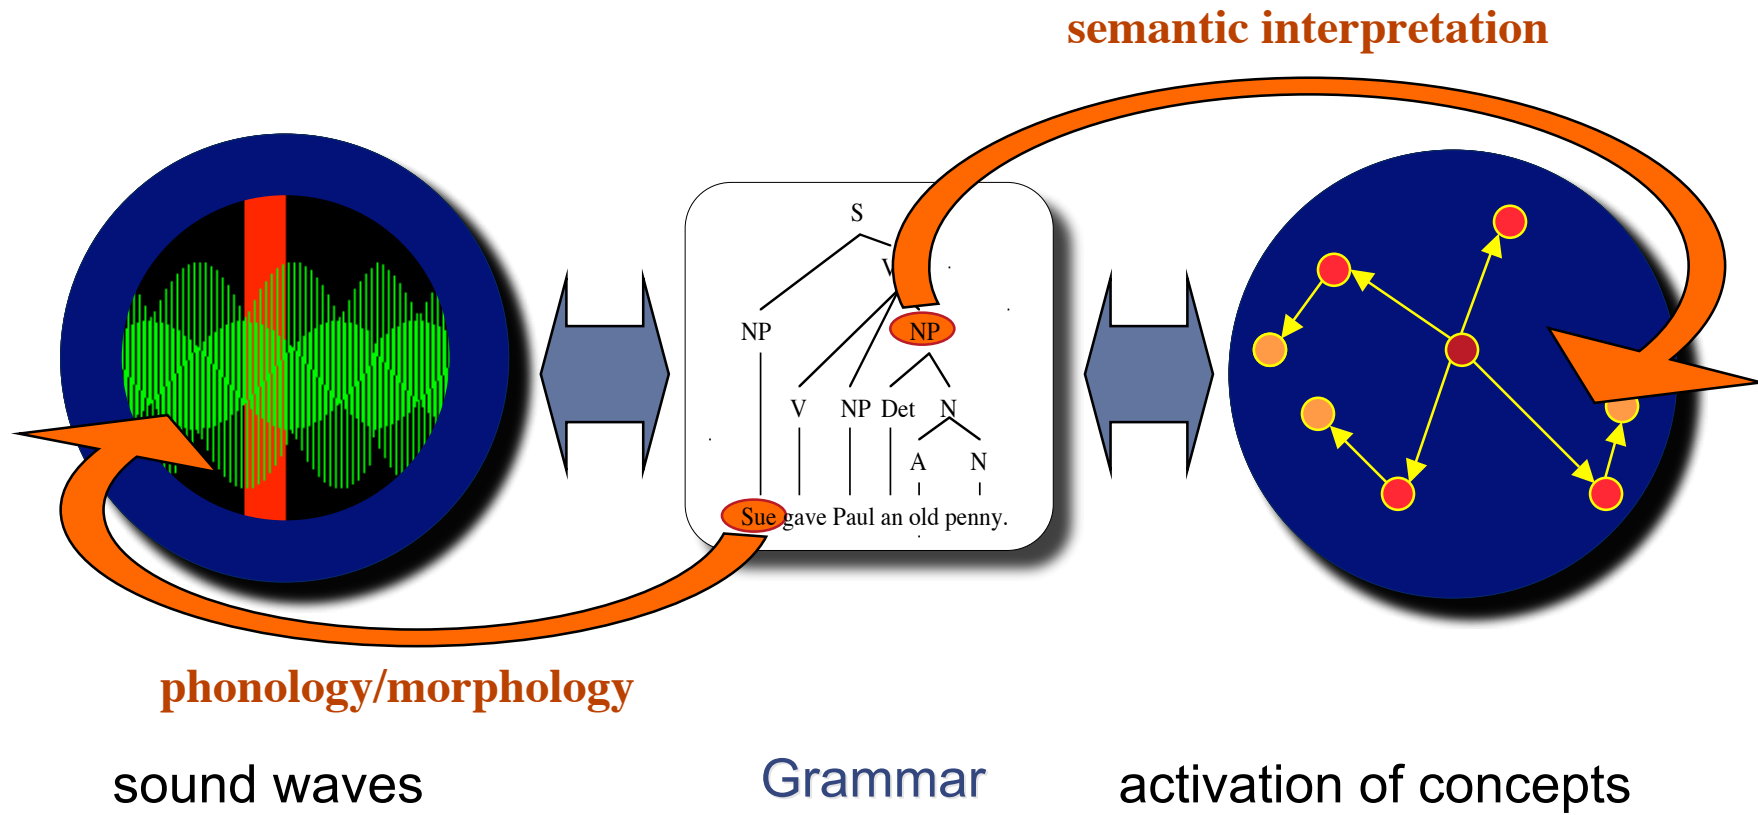 semantic interpretation
S
V
NP NP
V NP Det N
A N
Sue gave Paul an old penny.
phonology/morphology
sound waves Grammar activation of concepts